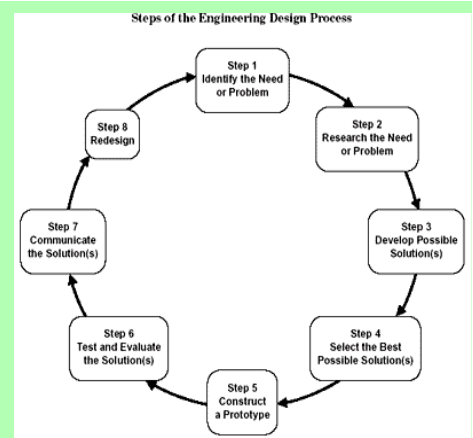 Steps of the Engineering Design Process
Step 1
Identify the Need
or Problem
Step 2
Research the Need
or Problem
Step 3
Develop Possible
Solution(s)
Step 4
Select the Best
Possible Solution(s)
Step 5
Construct
a Prototype
Step 6
Test and Evaluate
the Solution(s)
Step 7
Communicate
the Solution(s)
Step 8
Redesign